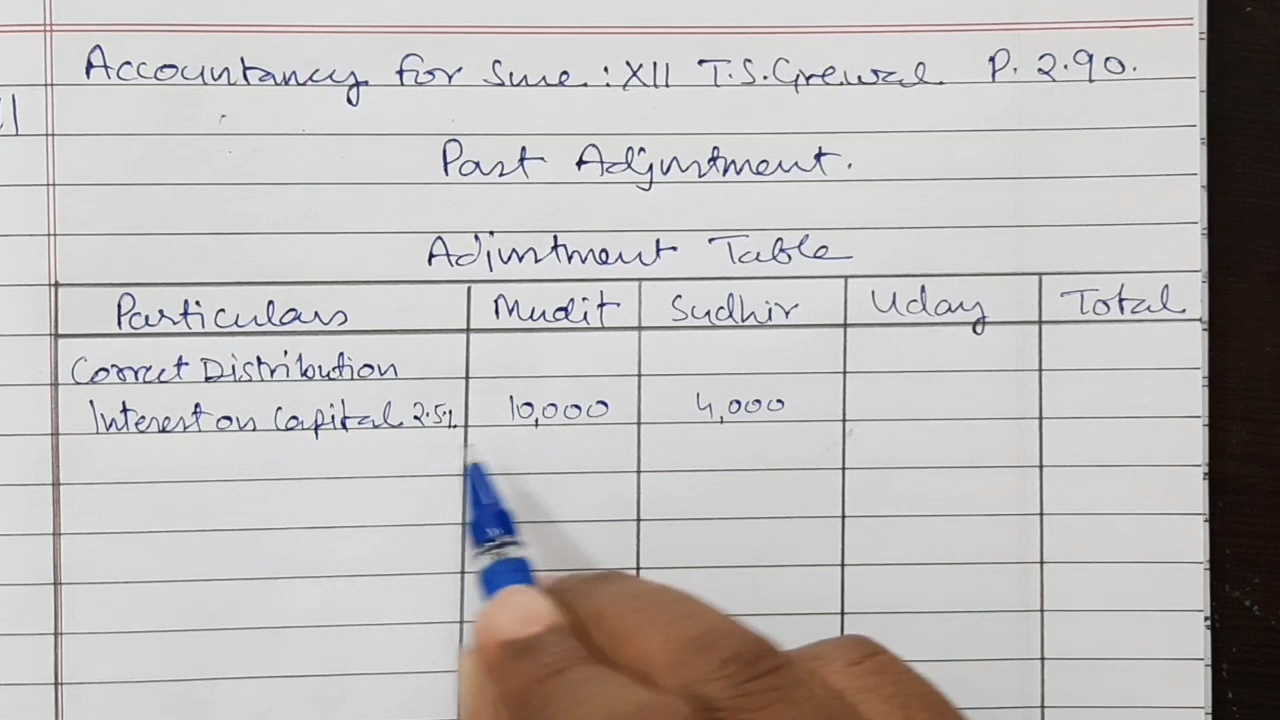 Accountancy for Sure : XII T.S.Grewal P. 2.90.
Past Adjustment.
Adjustment Table
Particulars Mudit Sudhir Uday Total
Correct Distribution
Interest on Capital 2.5% 10,000 4,000